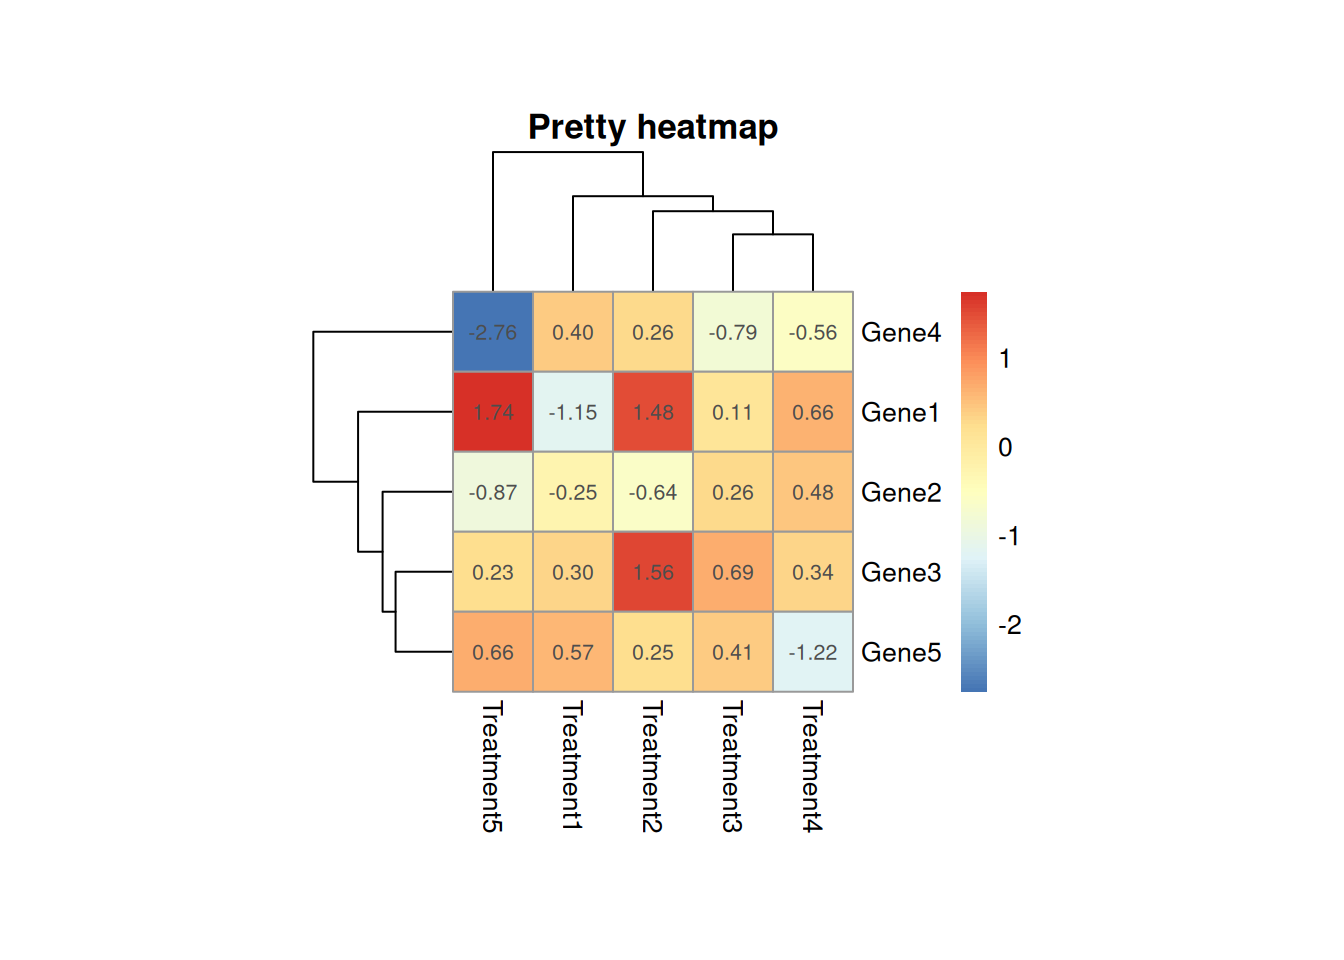 Pretty heatmap
-2.76 0.40 0.26 -0.79 -0.56 Gene4
1.74 -1.15 1.48 0.11 0.66 Gene1
-0.87 -0.25 -0.64 0.26 0.48 Gene2
0.23 0.30 1.56 0.69 0.34 Gene3
0.66 0.57 0.25 0.41 -1.22 Gene5
Treatment5
Treatment1
Treatment2
Treatment3
Treatment4
1
0
-1
-2